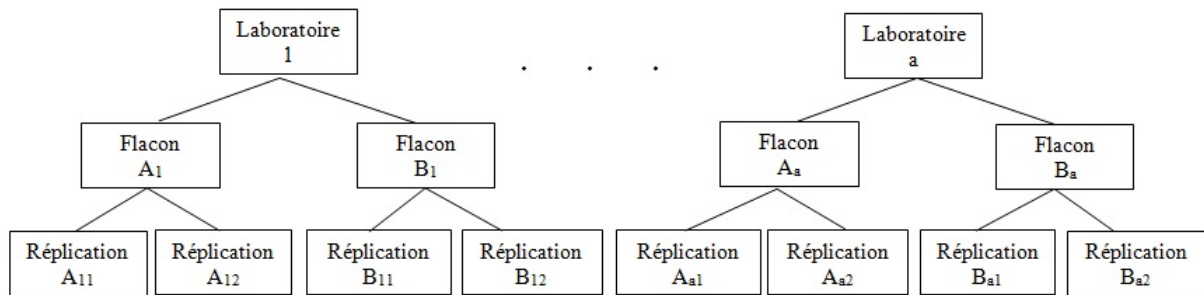 Laboratoire
1
. . .
Laboratoire
a
Flacon
A₁
Flacon
B₁
Flacon
Aₐ
Flacon
Bₐ
Réplication
A₁₁
Réplication
A₁₂
Réplication
B₁₁
Réplication
B₁₂
Réplication
Aₐ₁
Réplication
Aₐ₂
Réplication
Bₐ₁
Réplication
Bₐ₂